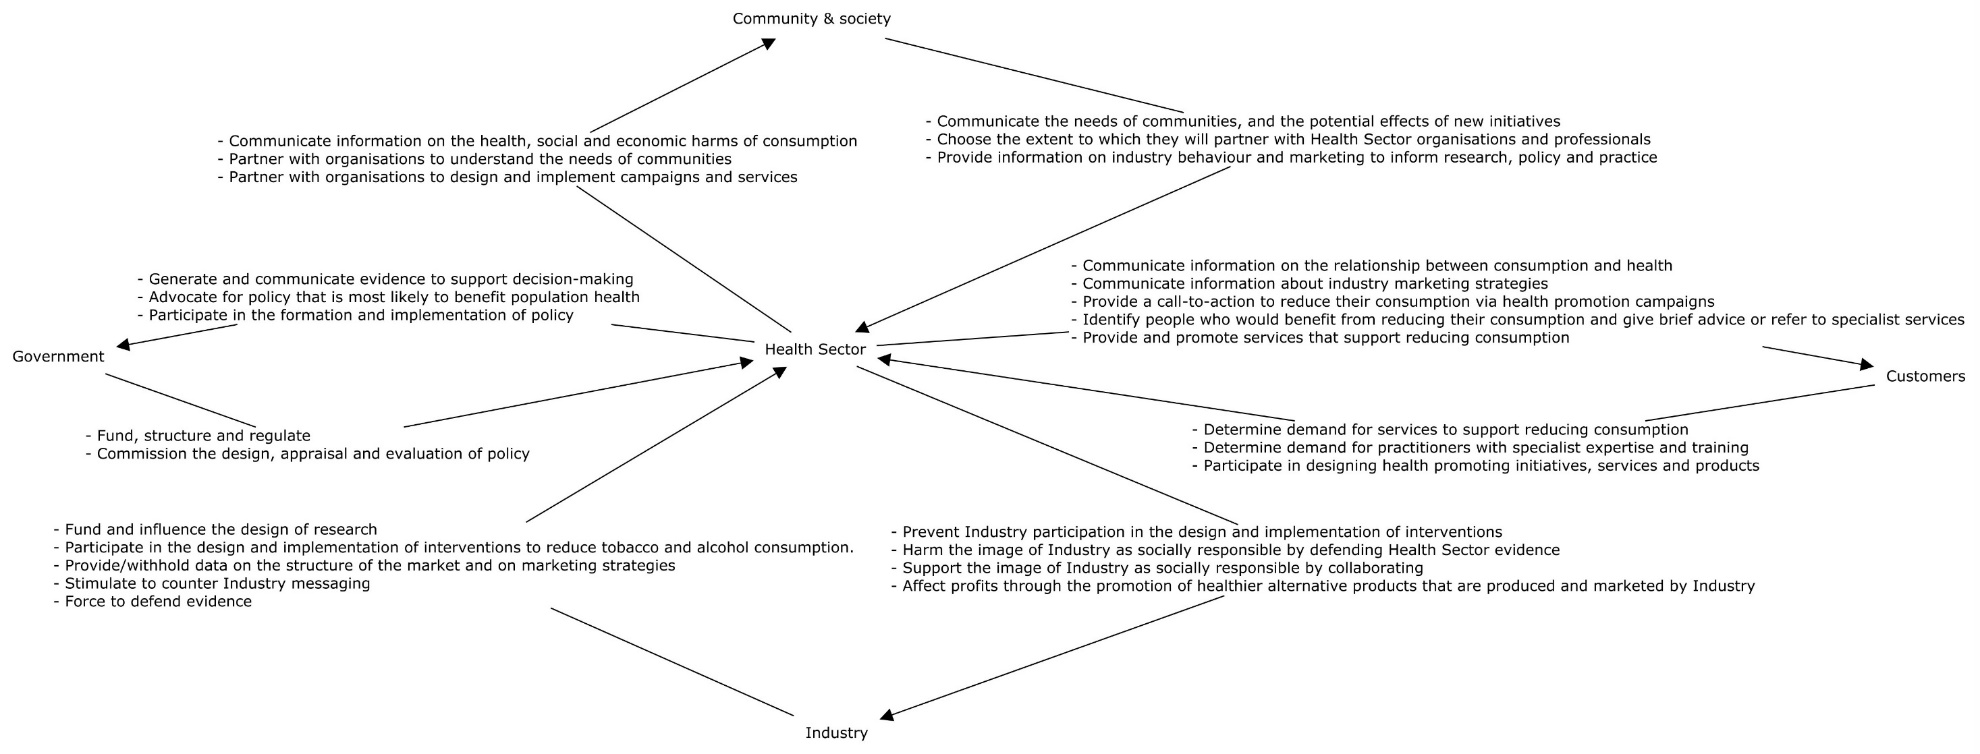 Community & society
- Communicate information on the health, social and economic harms of consumption
- Partner with organisations to understand the needs of communities
- Partner with organisations to design and implement campaigns and services
- Communicate the needs of communities, and the potential effects of new initiatives
- Choose the extent to which they will partner with Health Sector organisations and professionals
- Provide information on industry behaviour and marketing to inform research, policy and practice
- Generate and communicate evidence to support decision-making
- Advocate for policy that is most likely to benefit population health
- Participate in the formation and implementation of policy
- Communicate information on the relationship between consumption and health
- Communicate information about industry marketing strategies
- Provide a call-to-action to reduce their consumption via health promotion campaigns
- Identify people who would benefit from reducing their consumption and give brief advice or refer to specialist services
- Provide and promote services that support reducing consumption
Government
Health Sector
Customers
- Fund, structure and regulate
- Commission the design, appraisal and evaluation of policy
- Determine demand for services to support reducing consumption
- Determine demand for practitioners with specialist expertise and training
- Participate in designing health promoting initiatives, services and products
- Fund and influence the design of research
- Participate in the design and implementation of interventions to reduce tobacco and alcohol consumption.
- Provide/withhold data on the structure of the market and on marketing strategies
- Stimulate to counter Industry messaging
- Force to defend evidence
- Prevent Industry participation in the design and implementation of interventions
- Harm the image of Industry as socially responsible by defending Health Sector evidence
- Support the image of Industry as socially responsible by collaborating
- Affect profits through the promotion of healthier alternative products that are produced and marketed by Industry
Industry